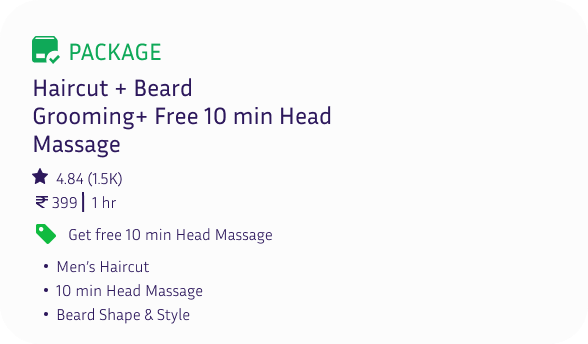 PACKAGE
Haircut + Beard
Grooming+ Free 10 min Head
Massage
4.84 (1.5K)
₹ 399 | 1 hr
Get free 10 min Head Massage
• Men's Haircut
• 10 min Head Massage
• Beard Shape & Style